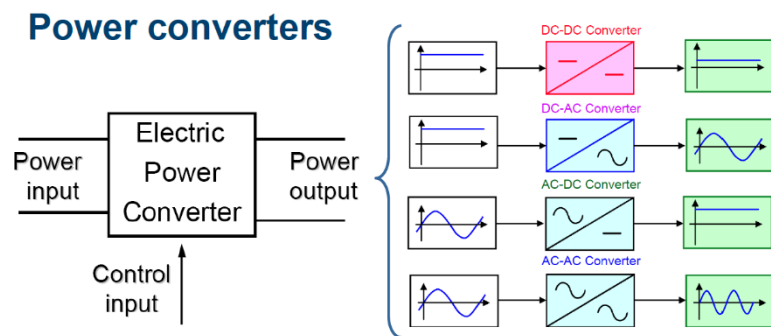 Power converters
Electric
Power
Converter
Power
input
Power
output
Control
input
DC-DC Converter
DC-AC Converter
AC-DC Converter
AC-AC Converter